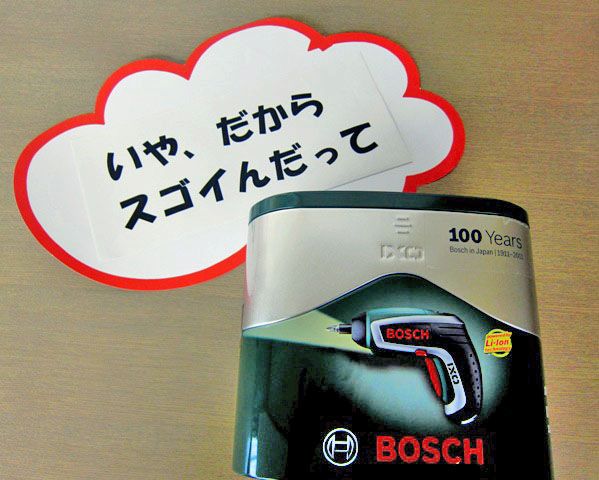 いや、だから
スゴイんだって
IXO
100 Years
Bosch in Japan | 1911-2011
BOSCH
IXO
Li-Ion
BOSCH